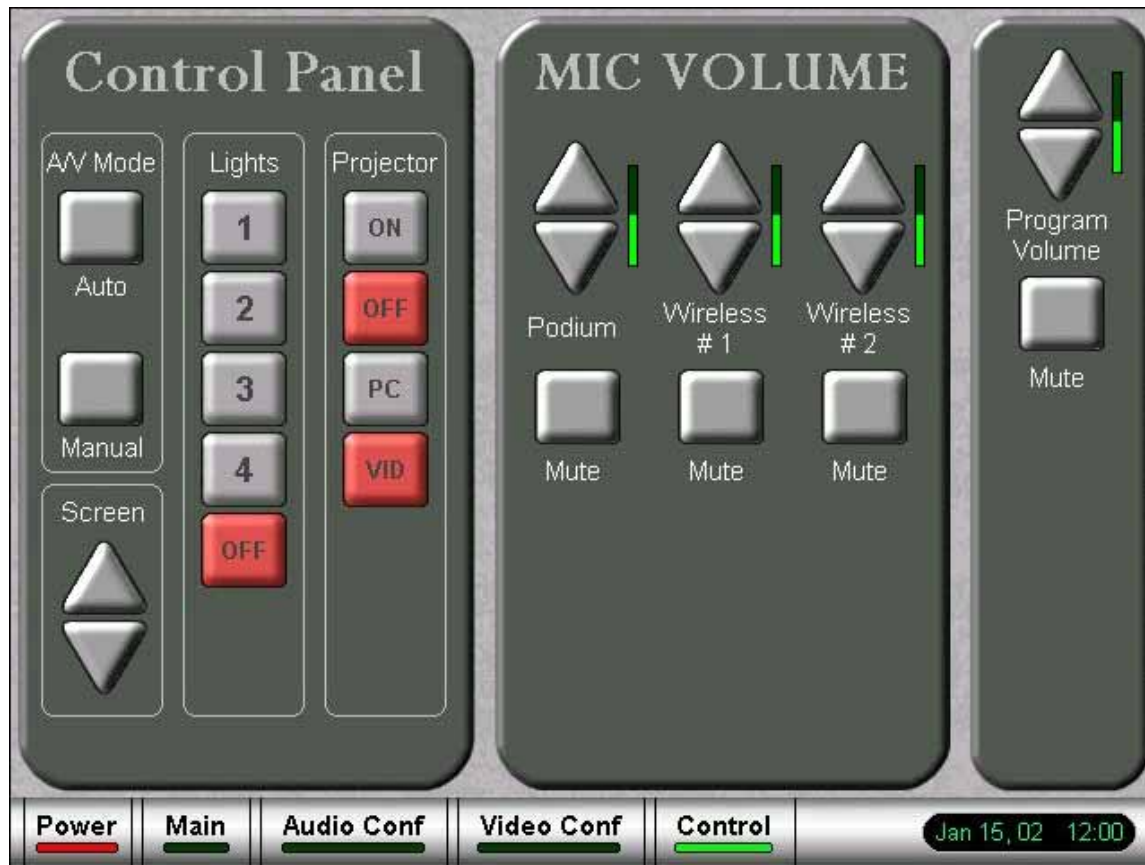 Control Panel
A/V Mode
Auto
Manual
Screen
Lights
1
2
3
4
OFF
Projector
ON
OFF
PC
VID
MIC VOLUME
Podium
Mute
Wireless
# 1
Mute
Wireless
# 2
Mute
Program
Volume
Mute
Power
Main
Audio Conf
Video Conf
Control
Jan 15, 02 12:00